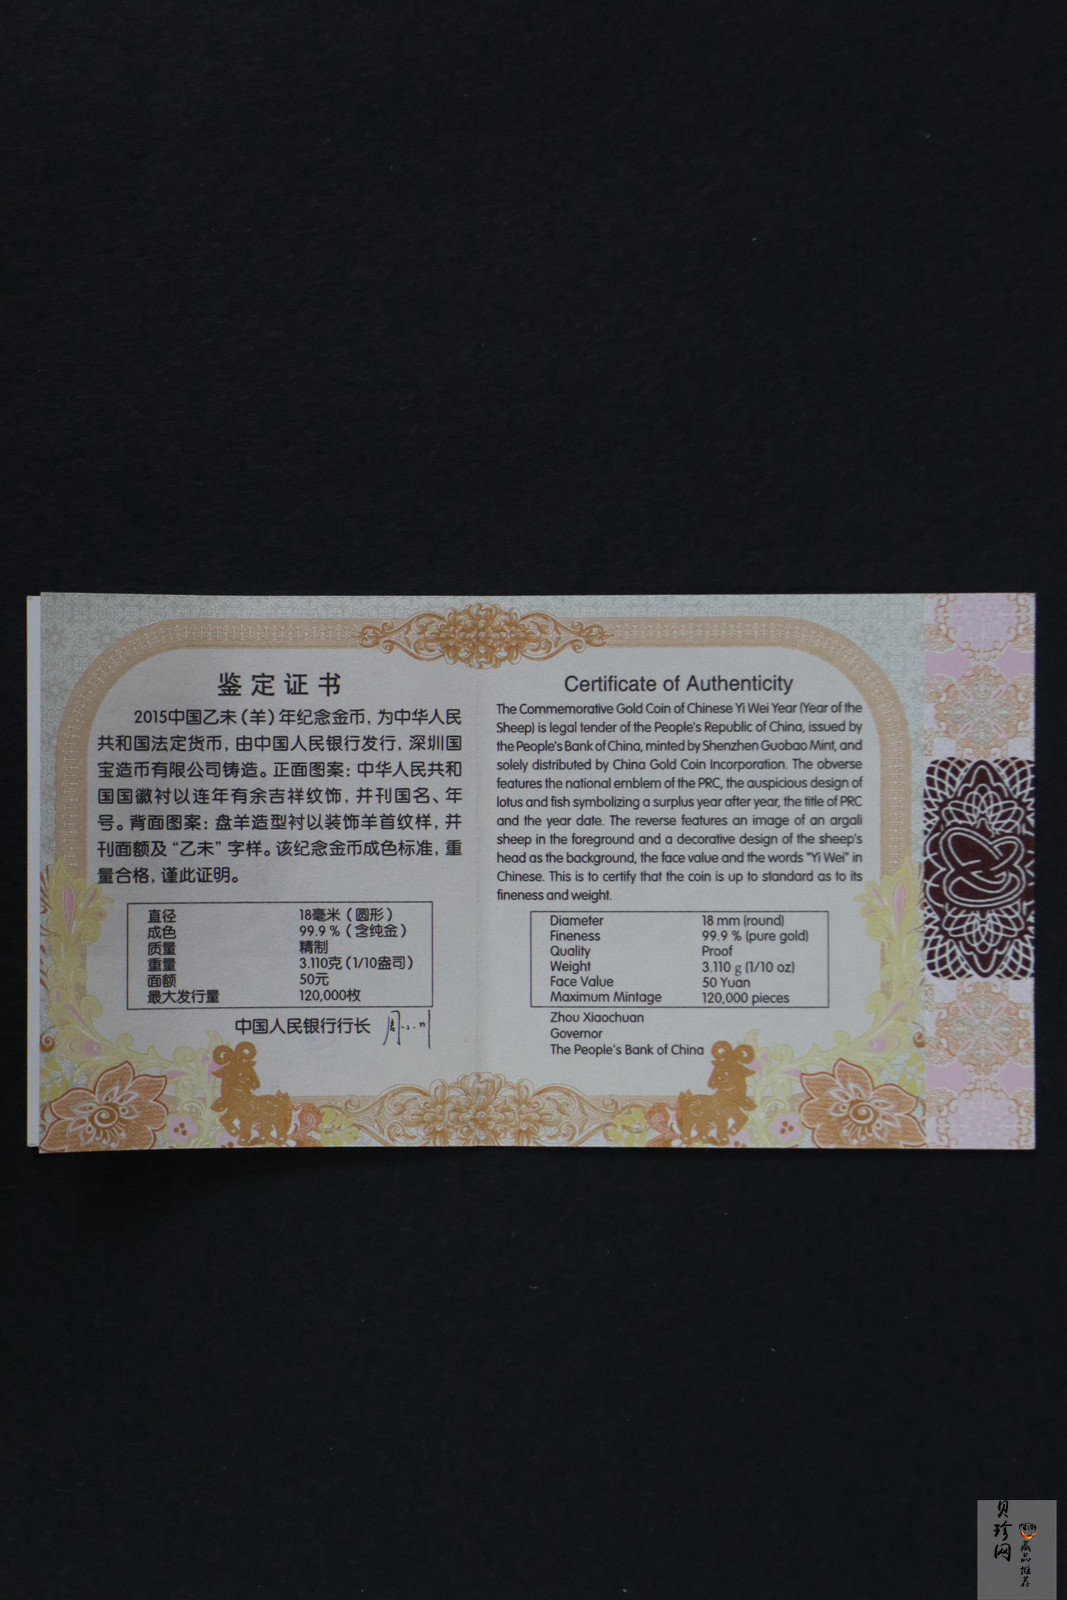 鉴定证书
2015中国乙未（羊）年纪念金币，为中华人民
共和国法定货币，由中国人民银行发行，深圳国
宝造币有限公司铸造。正面图案：中华人民共和
国国徽衬以连年有余吉祥纹饰，并刊国名、年
号。背面图案：盘羊造型衬以装饰羊首纹样，并
刊面额及“乙未”字样。该纪念金币成色标准，重
量合格，谨此证明。
直径 18毫米（圆形）
成色 99.9％（含纯金）
质量 精制
重量 3.110克（1/10盎司）
面额 50元
最大发行量 120,000枚
中国人民银行行长
Certificate of Authenticity
The Commemorative Gold Coin of Chinese Yi Wei Year (Year of the
Sheep) is legal tender of the People's Republic of China, issued by
the People's Bank of China, minted by Shenzhen Guobao Mint, and
solely distributed by China Gold Coin Incorporation. The obverse
features the national emblem of the PRC, the auspicious design of
lotus and fish symbolizing a surplus year after year, the title of PRC
and the year date. The reverse features an image of an argali
sheep in the foreground and a decorative design of the sheep's
head as the background, the face value and the words "Yi Wei" in
Chinese. This is to certify that the coin is up to standard as to its
fineness and weight.
Diameter 18 mm (round)
Fineness 99.9 % (pure gold)
Quality Proof
Weight 3.110 g (1/10 oz)
Face Value 50 Yuan
Maximum Mintage 120,000 pieces
Zhou Xiaochuan
Governor
The People's Bank of China
贝珍网
藏品推荐